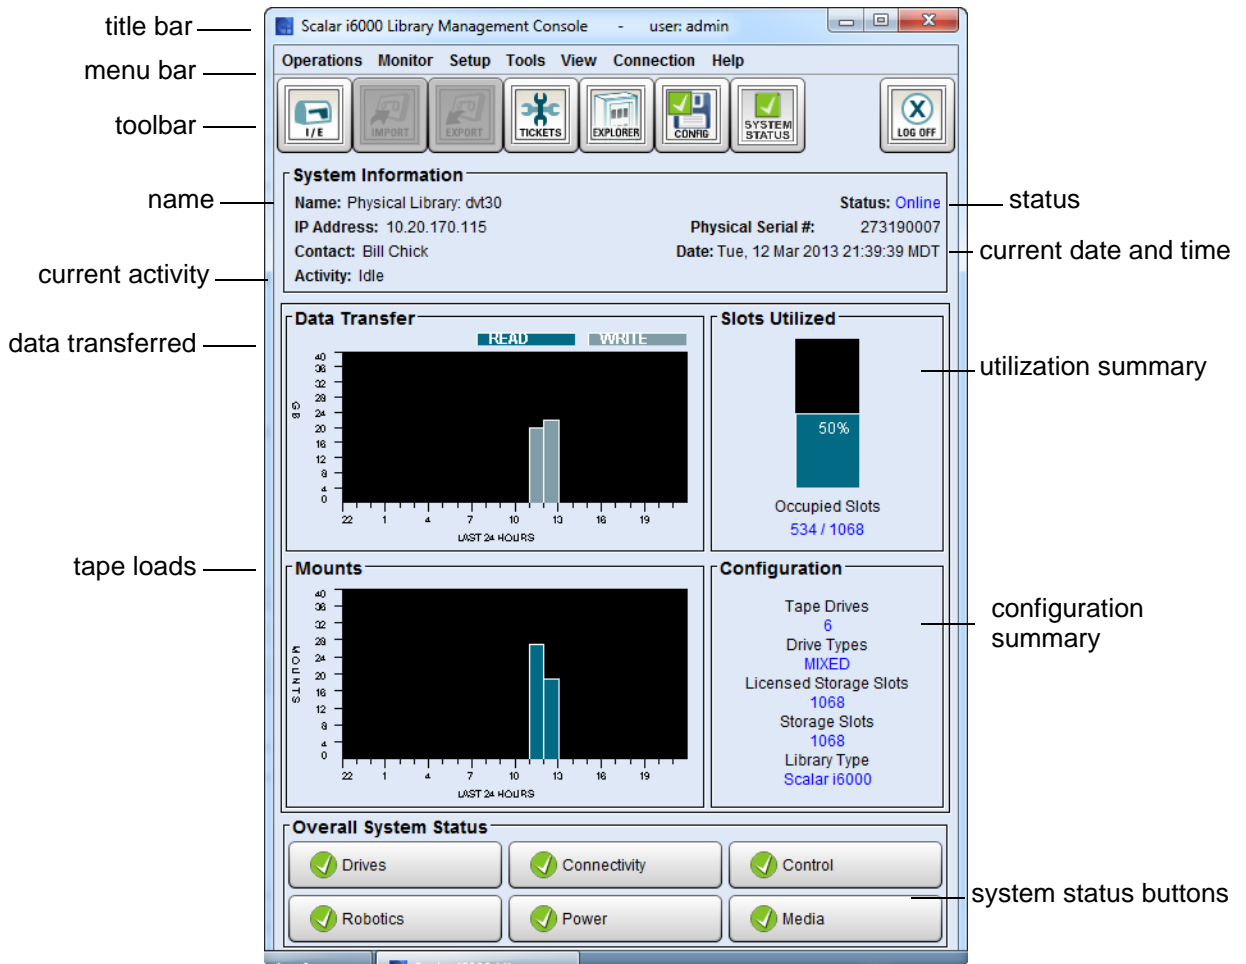 title bar
Scalar i6000 Library Management Console - user: admin
menu bar
Operations Monitor Setup Tools View Connection Help
toolbar
I/E
IMPORT
EXPORT
TICKETS
EXPLORER
CONFIG
SYSTEM STATUS
LOG OFF
System Information
name
Name: Physical Library: dvt30
Status: Online
status
IP Address: 10.20.170.115
Physical Serial #: 273190007
Contact: Bill Chick
Date: Tue, 12 Mar 2013 21:39:39 MDT
current date and time
current activity
Activity: Idle
data transferred
Data Transfer
READ WRITE
GB
40
36
32
28
24
20
16
12
8
4
0
22 1 4 7 10 13 16 19
LAST 24 HOURS
Slots Utilized
50%
utilization summary
Occupied Slots
534 / 1068
tape loads
Mounts
MOUNTS
40
36
32
28
24
20
16
12
8
4
0
22 1 4 7 10 13 16 19
LAST 24 HOURS
Configuration
Tape Drives
6
Drive Types
MIXED
Licensed Storage Slots
1068
Storage Slots
1068
Library Type
Scalar i6000
configuration
summary
Overall System Status
Drives
Connectivity
Control
Robotics
Power
Media
system status buttons